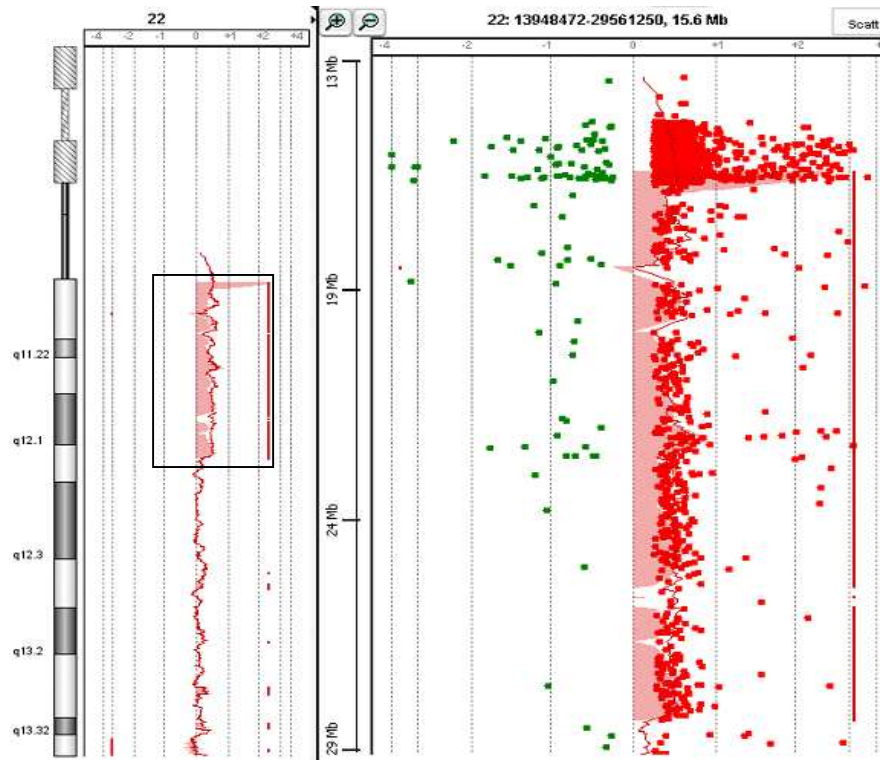 22
-4 -2 -1 0 +1 +2 +4
q11.22
q12.1
q12.3
q13.2
q13.32
22: 13948472-29561250, 15.6 Mb
Scatt
-4 -2 -1 0 +1 +2 4
13 Mb
19 Mb
24 Mb
29 Mb